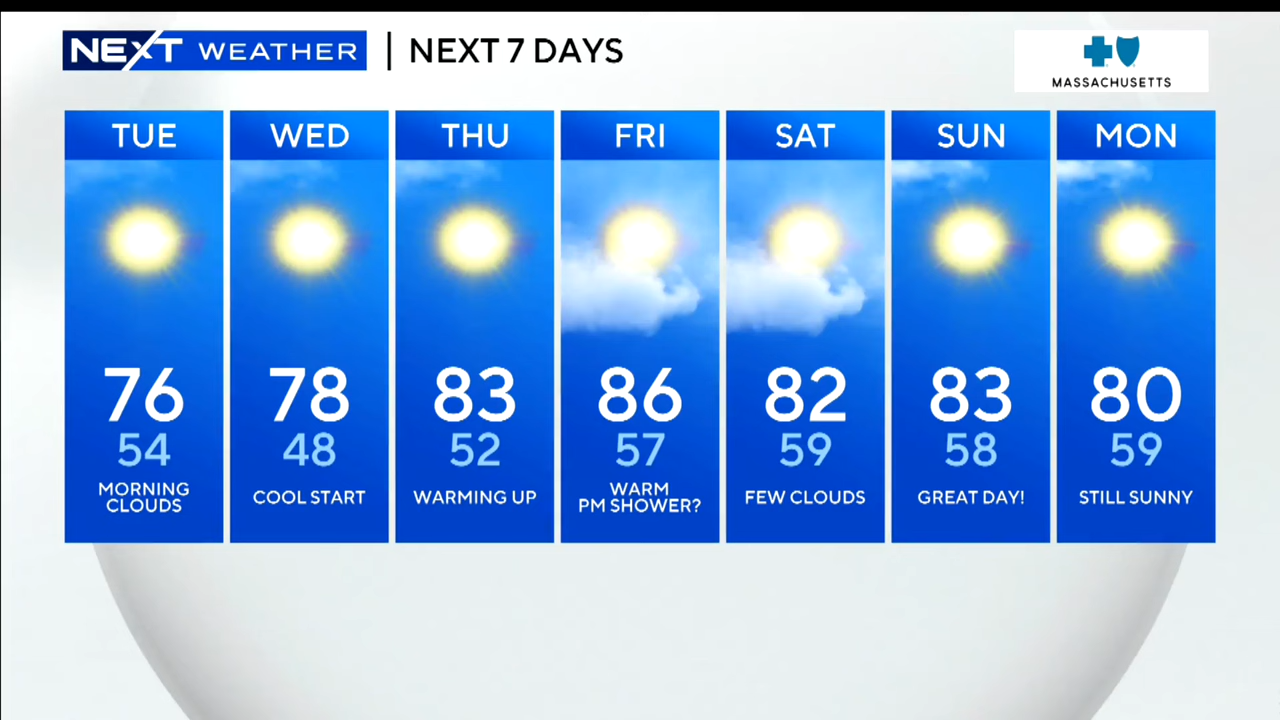 NEXT WEATHER | NEXT 7 DAYS
MASSACHUSETTS
TUE WED THU FRI SAT SUN MON
76 78 83 86 82 83 80
54 48 52 57 59 58 59
MORNING
CLOUDS
COOL START
WARMING UP
WARM
PM SHOWER?
FEW CLOUDS
GREAT DAY!
STILL SUNNY